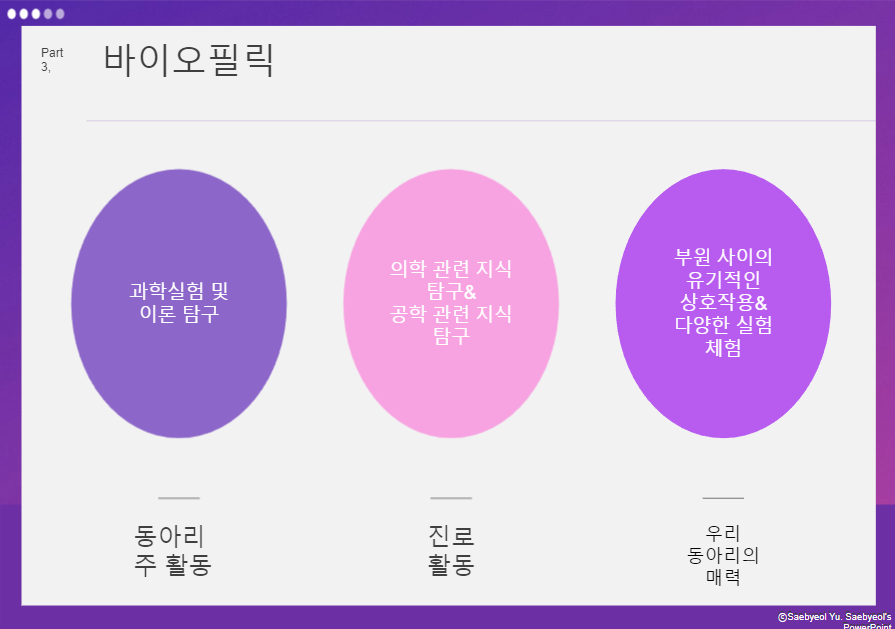 Part
3,
바이오필릭
과학실험 및
이론 탐구
의학 관련 지식
탐구&
공학 관련 지식
탐구
부원 사이의
유기적인
상호작용&
다양한 실험
체험
동아리
주 활동
진로
활동
우리
동아리의
매력
©Saebyeol Yu. Saebyeol's
PowerPoint